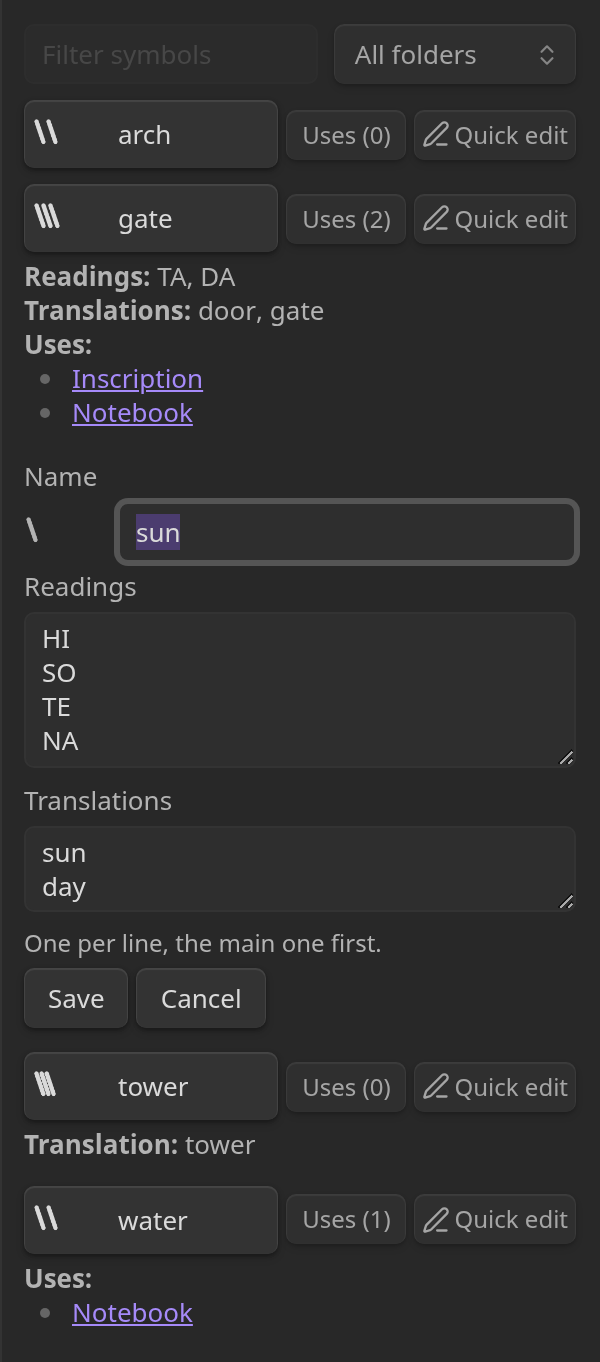 Filter symbols
All folders
arch Uses (0) Quick edit
gate Uses (2) Quick edit
Readings: TA, DA
Translations: door, gate
Uses:
Inscription
Notebook
Name
sun
Readings
HI
SO
TE
NA
Translations
sun
day
One per line, the main one first.
Save Cancel
tower Uses (0) Quick edit
Translation: tower
water Uses (1) Quick edit
Uses:
Notebook